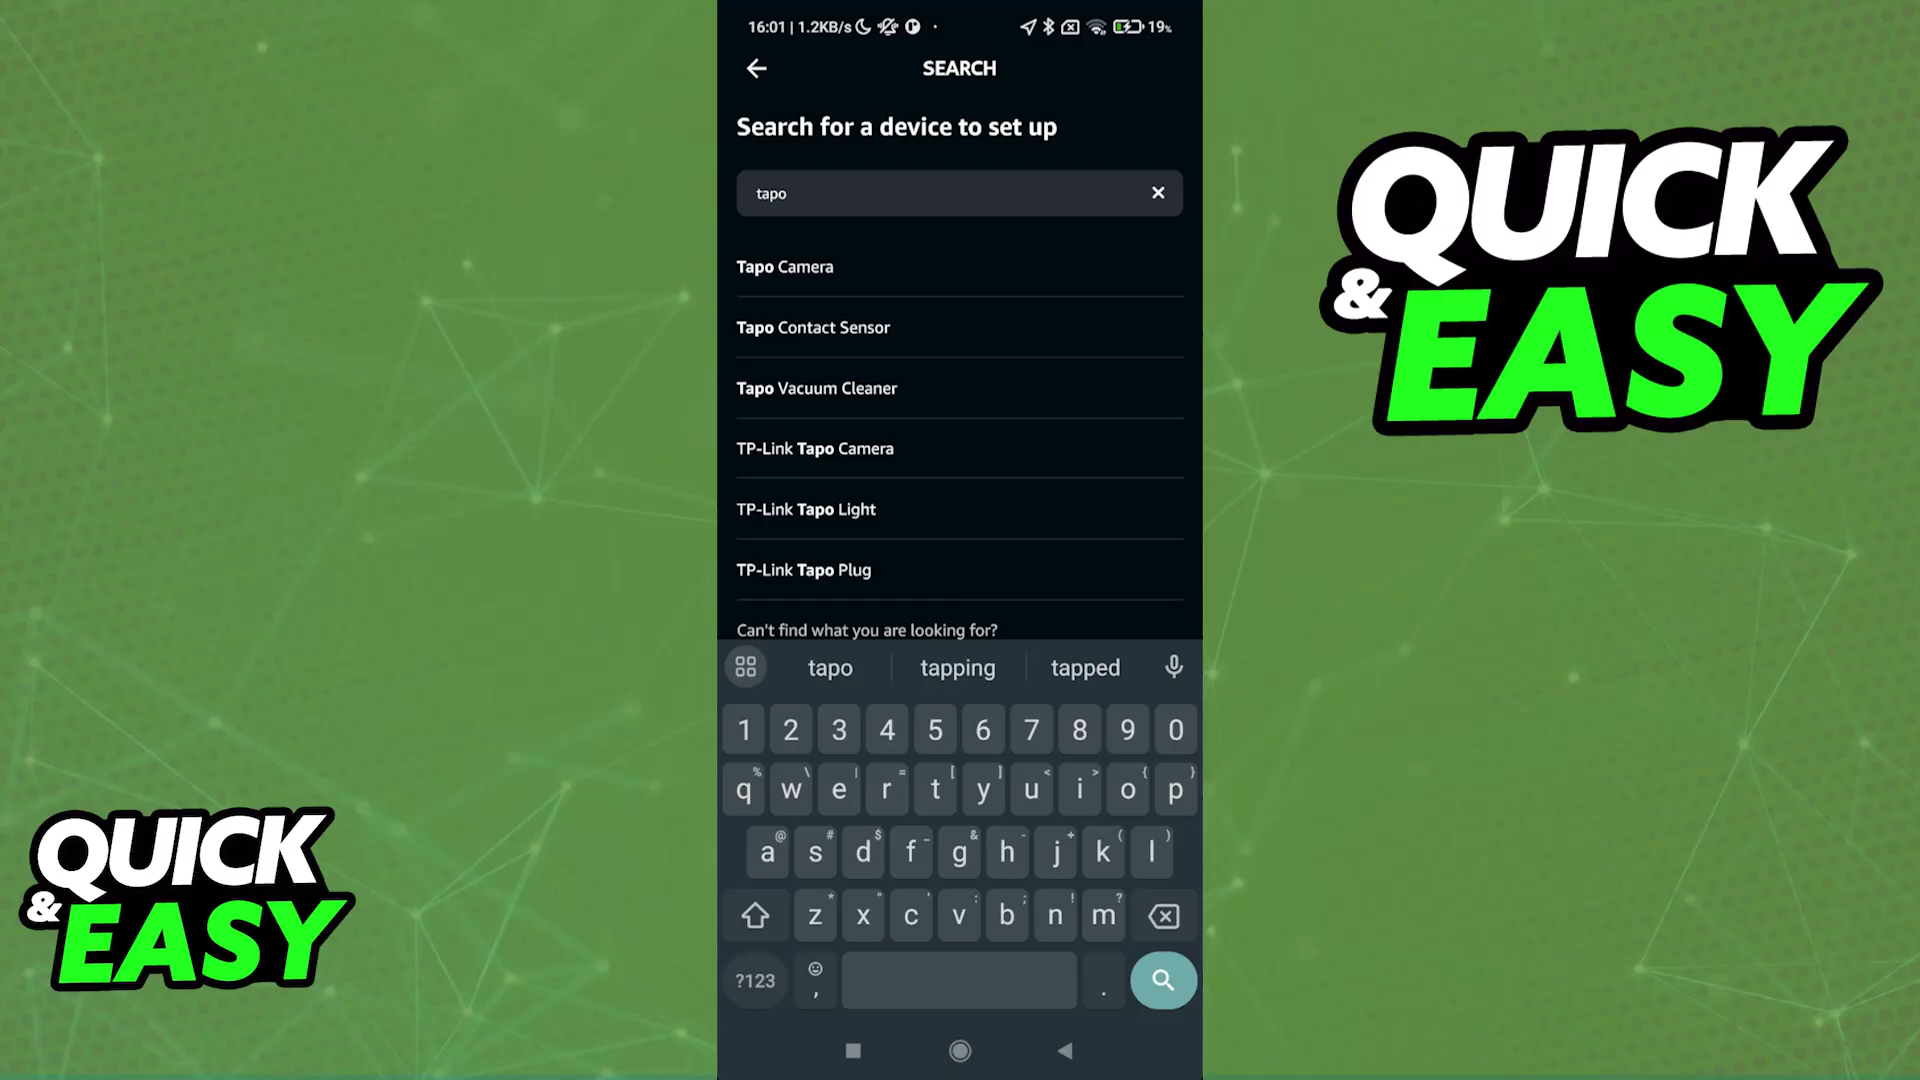 16:01 | 1.2KB/s
19%
SEARCH
Search for a device to set up
tapo
Tapo Camera
Tapo Contact Sensor
Tapo Vacuum Cleaner
TP-Link Tapo Camera
TP-Link Tapo Light
TP-Link Tapo Plug
Can't find what you are looking for?
tapo tapping tapped
1 2 3 4 5 6 7 8 9 0
% \ | = [ ] < > { }
q w e r t y u i o p
@ # $ _ & - + ( )
a s d f g h j k l
* " ' : ; ! ?
z x c v b n m
?123 , .
QUICK
& EASY
QUICK
& EASY